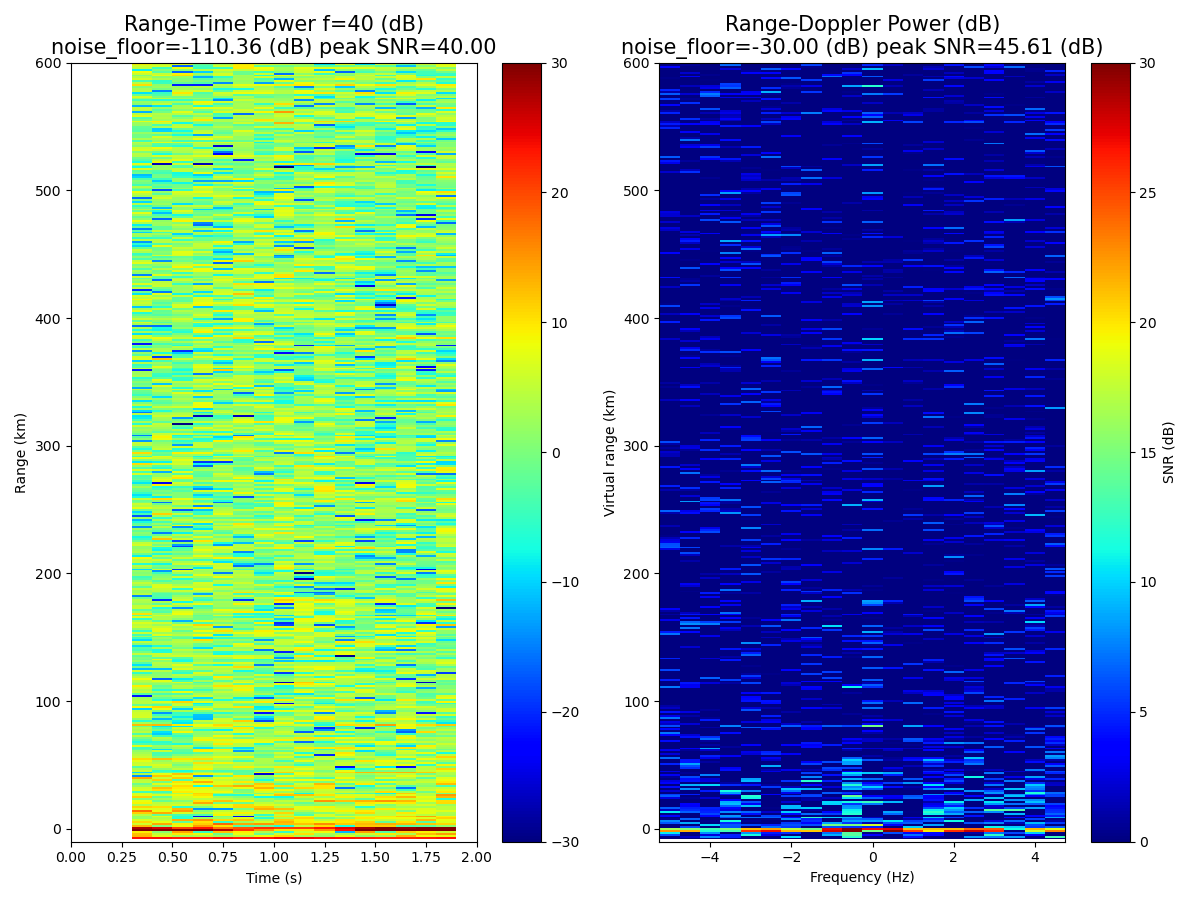 Range-Time Power f=40 (dB)
noise_floor=-110.36 (dB) peak SNR=40.00
Range-Doppler Power (dB)
noise_floor=-30.00 (dB) peak SNR=45.61 (dB)
Range (km)
600
500
400
300
200
100
0
0.00 0.25 0.50 0.75 1.00 1.25 1.50 1.75 2.00
Time (s)
30
20
10
0
−10
−20
−30
Virtual range (km)
600
500
400
300
200
100
0
−4 −2 0 2 4
Frequency (Hz)
30
25
20
15
10
5
0
SNR (dB)